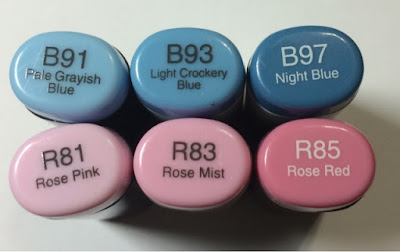 B91
Pale Grayish
Blue
B93
Light Crockery
Blue
B97
Night Blue
R81
Rose Pink
R83
Rose Mist
R85
Rose Red